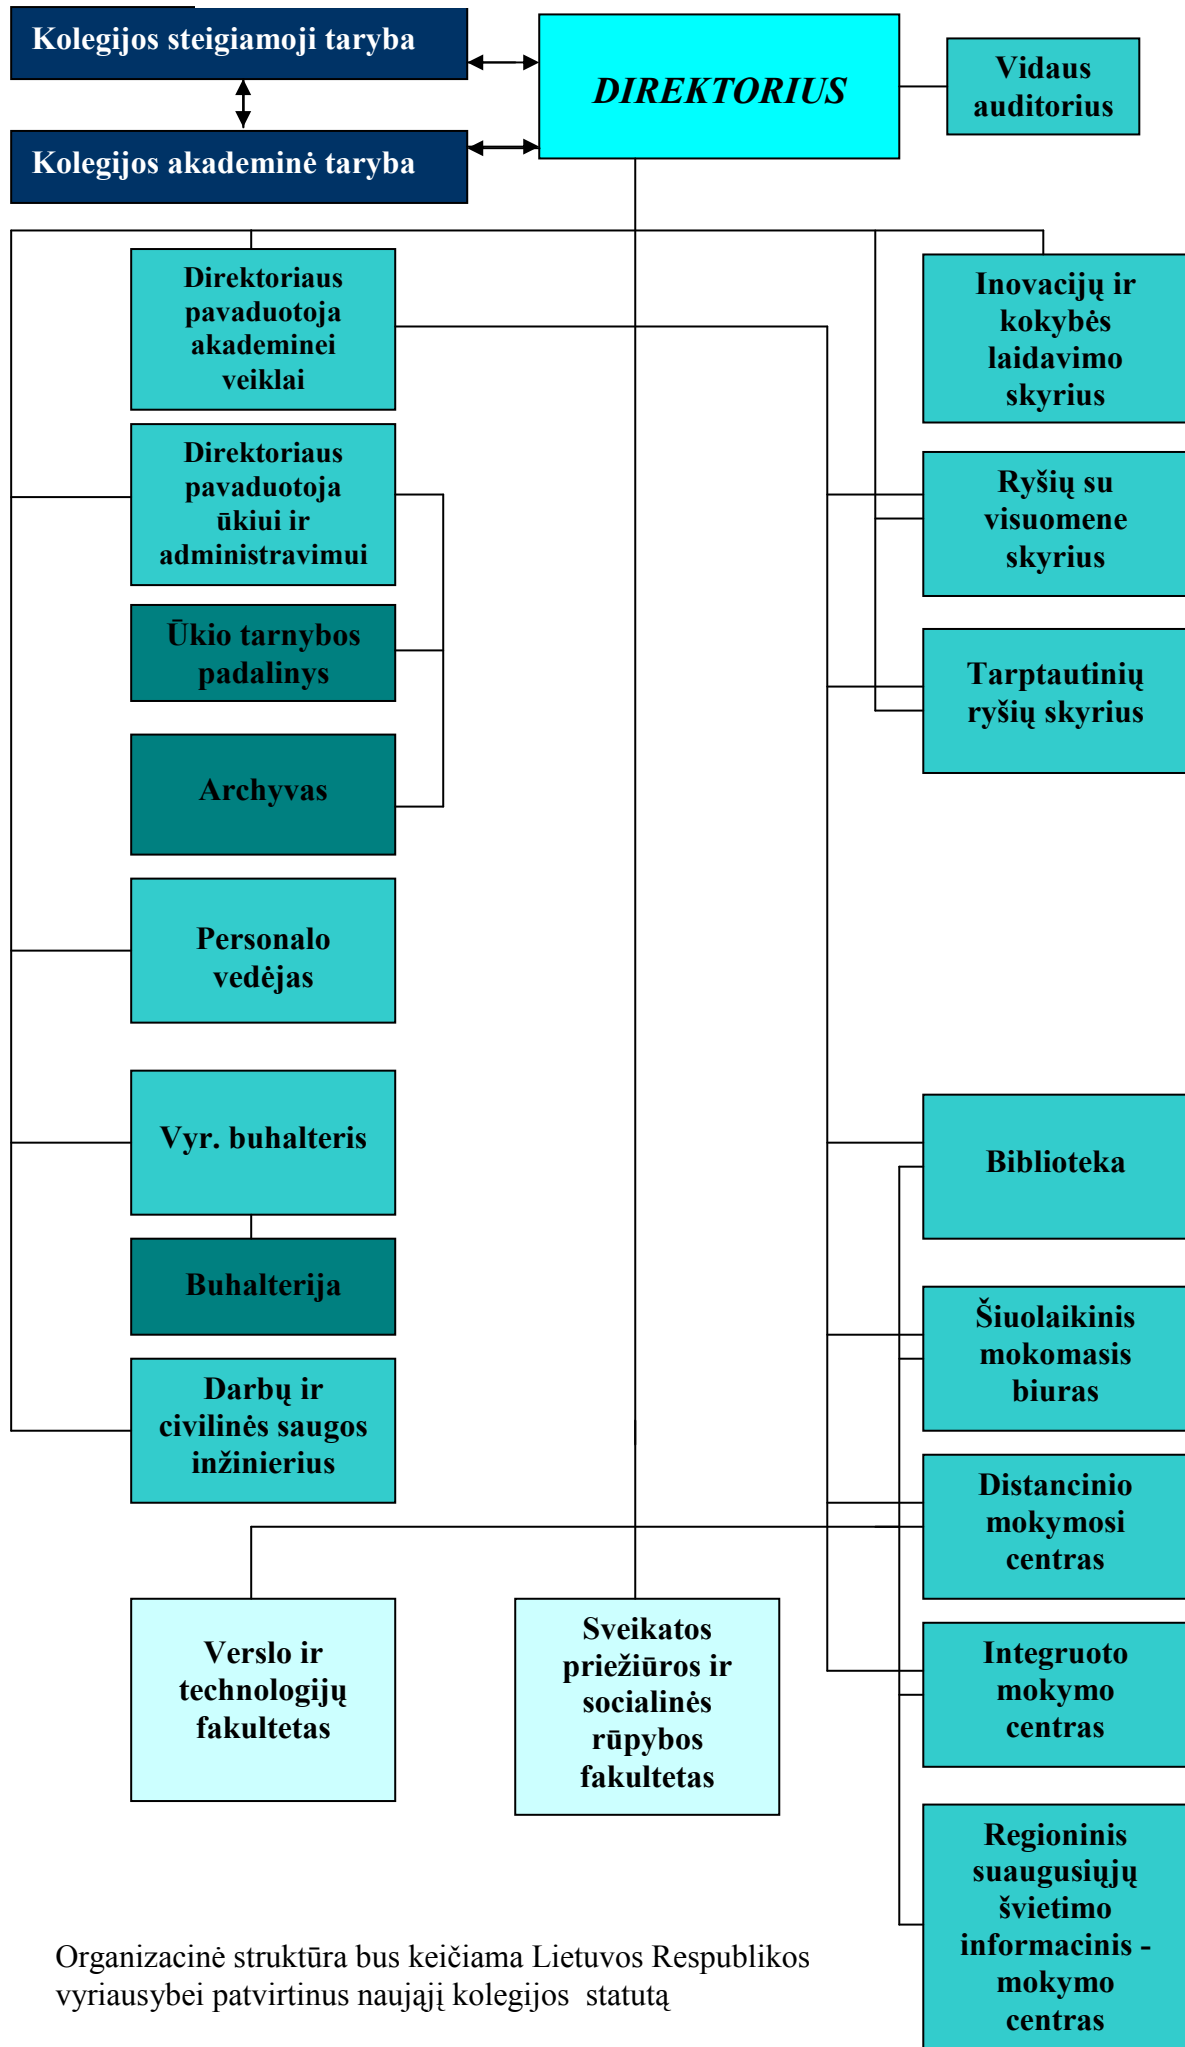 Kolegijos steigiamoji taryba
DIREKTORIUS
Vidaus
auditorius
Kolegijos akademinė taryba
Direktoriaus
pavaduotoja
akademinei
veiklai
Direktoriaus
pavaduotoja
ūkiui ir
administravimui
Ūkio tarnybos
padalinys
Archyvas
Personalo
vedėjas
Vyr. buhalteris
Buhalterija
Darbų ir
civilinės saugos
inžinierius
Inovacijų ir
kokybės
laidavimo
skyrius
Ryšių su
visuomene
skyrius
Tarptautinių
ryšių skyrius
Biblioteka
Šiuolaikinis
mokomasis
biuras
Distancinio
mokymosi
centras
Integruoto
mokymo
centras
Regioninis
suaugusiųjų
švietimo
informacinis -
mokymo
centras
Verslo ir
technologijų
fakultetas
Sveikatos
priežiūros ir
socialinės
rūpybos
fakultetas
Organizacinė struktūra bus keičiama Lietuvos Respublikos
vyriausybei patvirtinus naująjį kolegijos statutą